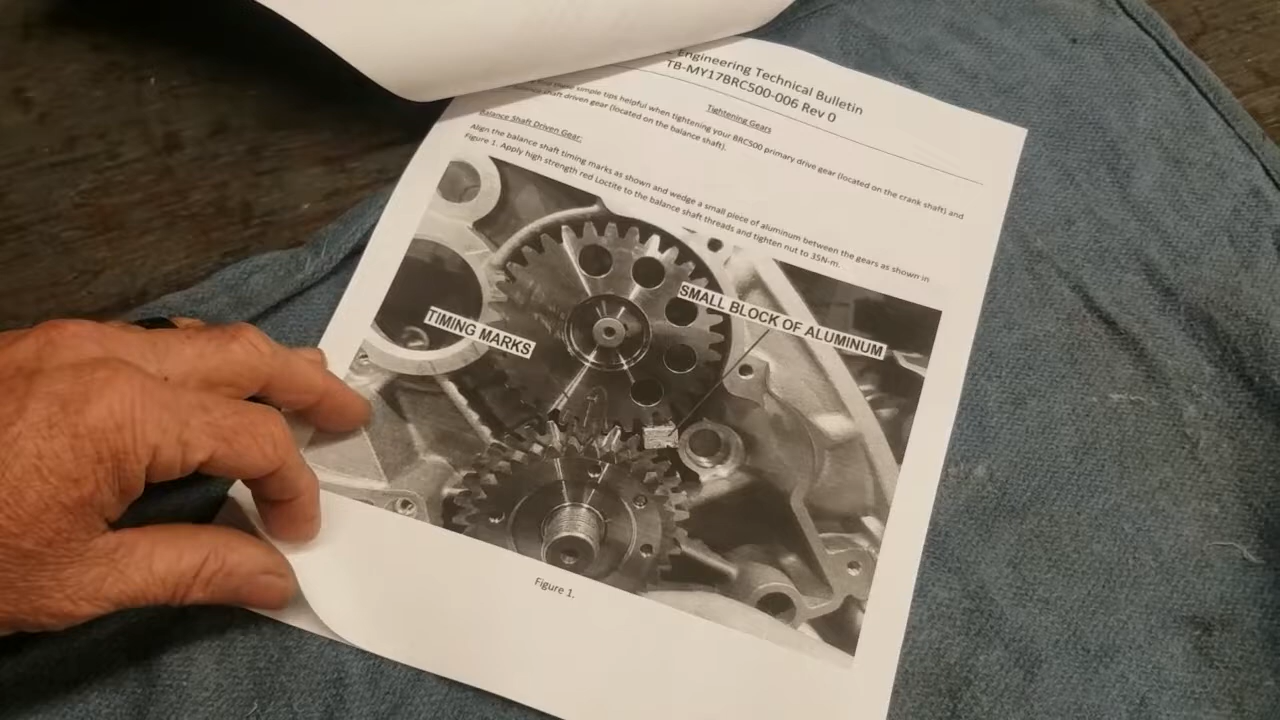 Engineering Technical Bulletin
TB-MY17BRC500-006 Rev 0
Tightening Gears
simple tips helpful when tightening your BRC500 primary drive gear (located on the crank shaft) and
shaft driven gear (located on the balance shaft).
Balance Shaft Driven Gear:
Align the balance shaft timing marks as shown and wedge a small piece of aluminum between the gears as shown in
Figure 1. Apply high strength red Loctite to the balance shaft threads and tighten nut to 35N-m.
SMALL BLOCK OF ALUMINUM
TIMING MARKS
Figure 1.